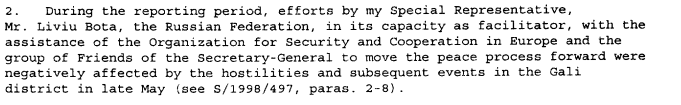 2. During the reporting period, efforts by my Special Representative,
Mr. Liviu Bota, the Russian Federation, in its capacity as facilitator, with the
assistance of the Organization for Security and Cooperation in Europe and the
group of Friends of the Secretary-General to move the peace process forward were
negatively affected by the hostilities and subsequent events in the Gali
district in late May (see S/1998/497, paras. 2-8).